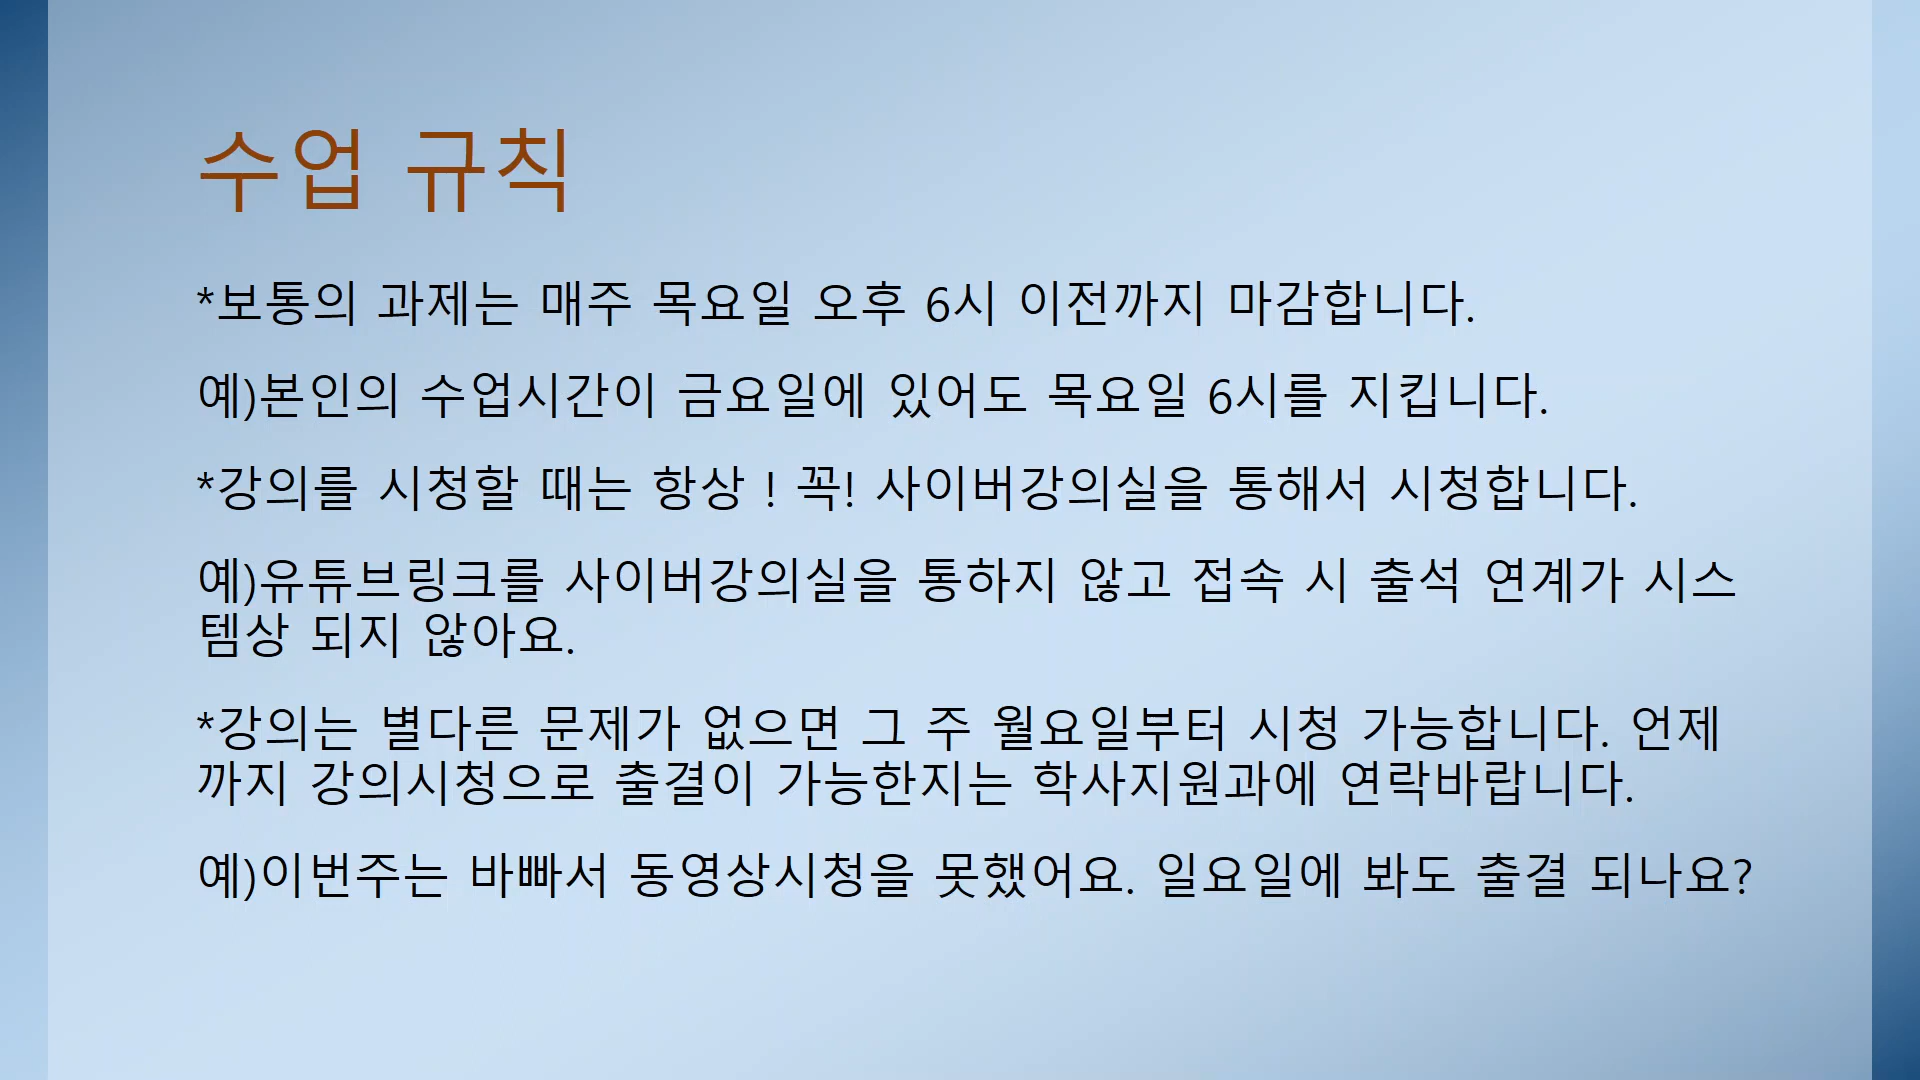 수업 규칙
*보통의 과제는 매주 목요일 오후 6시 이전까지 마감합니다.
예)본인의 수업시간이 금요일에 있어도 목요일 6시를 지킵니다.
*강의를 시청할 때는 항상 ! 꼭! 사이버강의실을 통해서 시청합니다.
예)유튜브링크를 사이버강의실을 통하지 않고 접속 시 출석 연계가 시스
템상 되지 않아요.
*강의는 별다른 문제가 없으면 그 주 월요일부터 시청 가능합니다. 언제
까지 강의시청으로 출결이 가능한지는 학사지원과에 연락바랍니다.
예)이번주는 바빠서 동영상시청을 못했어요. 일요일에 봐도 출결 되나요?